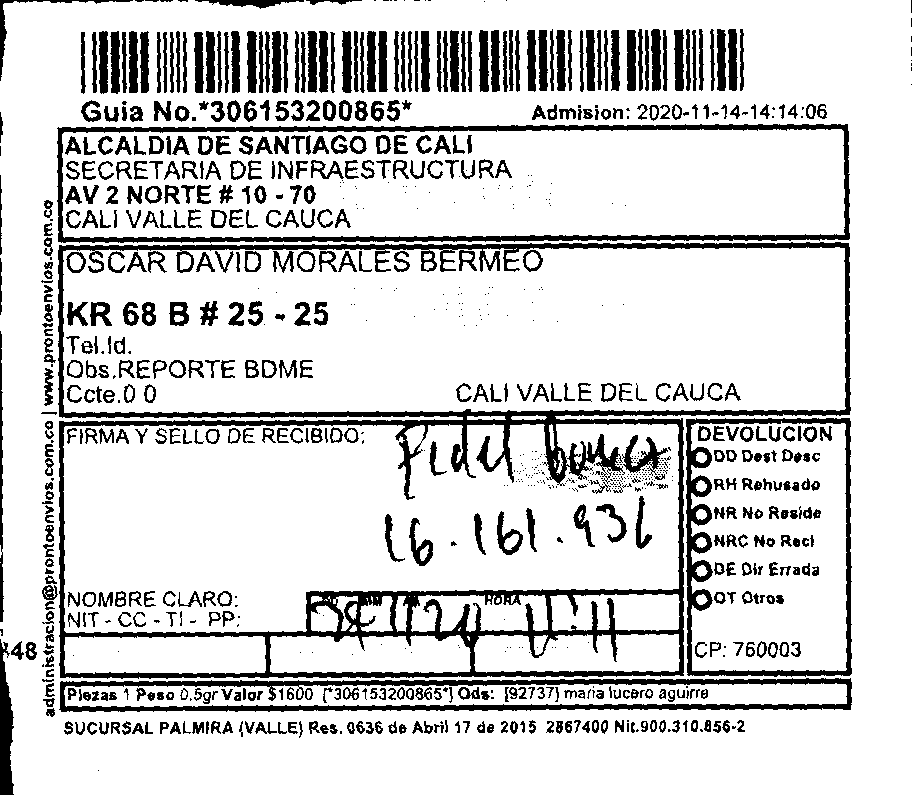 Guia No.*306153200865*
Admision: 2020-11-14-14:14:06
ALCALDIA DE SANTIAGO DE CALI
SECRETARIA DE INFRAESTRUCTURA
AV 2 NORTE # 10 - 70
CALI VALLE DEL CAUCA
OSCAR DAVID MORALES BERMEO
KR 68 B # 25 - 25
Tel.Id.
Obs.REPORTE BDME
Ccte.0 0
CALI VALLE DEL CAUCA
administracion@prontoenvios.com.co | www.prontoenvios.com.co
FIRMA Y SELLO DE RECIBIDO:
16.161.936
NOMBRE CLARO:
NIT - CC - TI - PP:
HORA
11:11
DEVOLUCION
DD Dest Desc
RH Rehusado
NR No Reside
NRC No Recl
DE Dir Errada
OT Otros
CP: 760003
48
Piezas 1 Peso 0.5gr Valor $1600 [*306153200865*] Ods: [92737] maria lucero aguirre
SUCURSAL PALMIRA (VALLE) Res. 0636 de Abril 17 de 2015 2867400 Nit.900.310.856-2